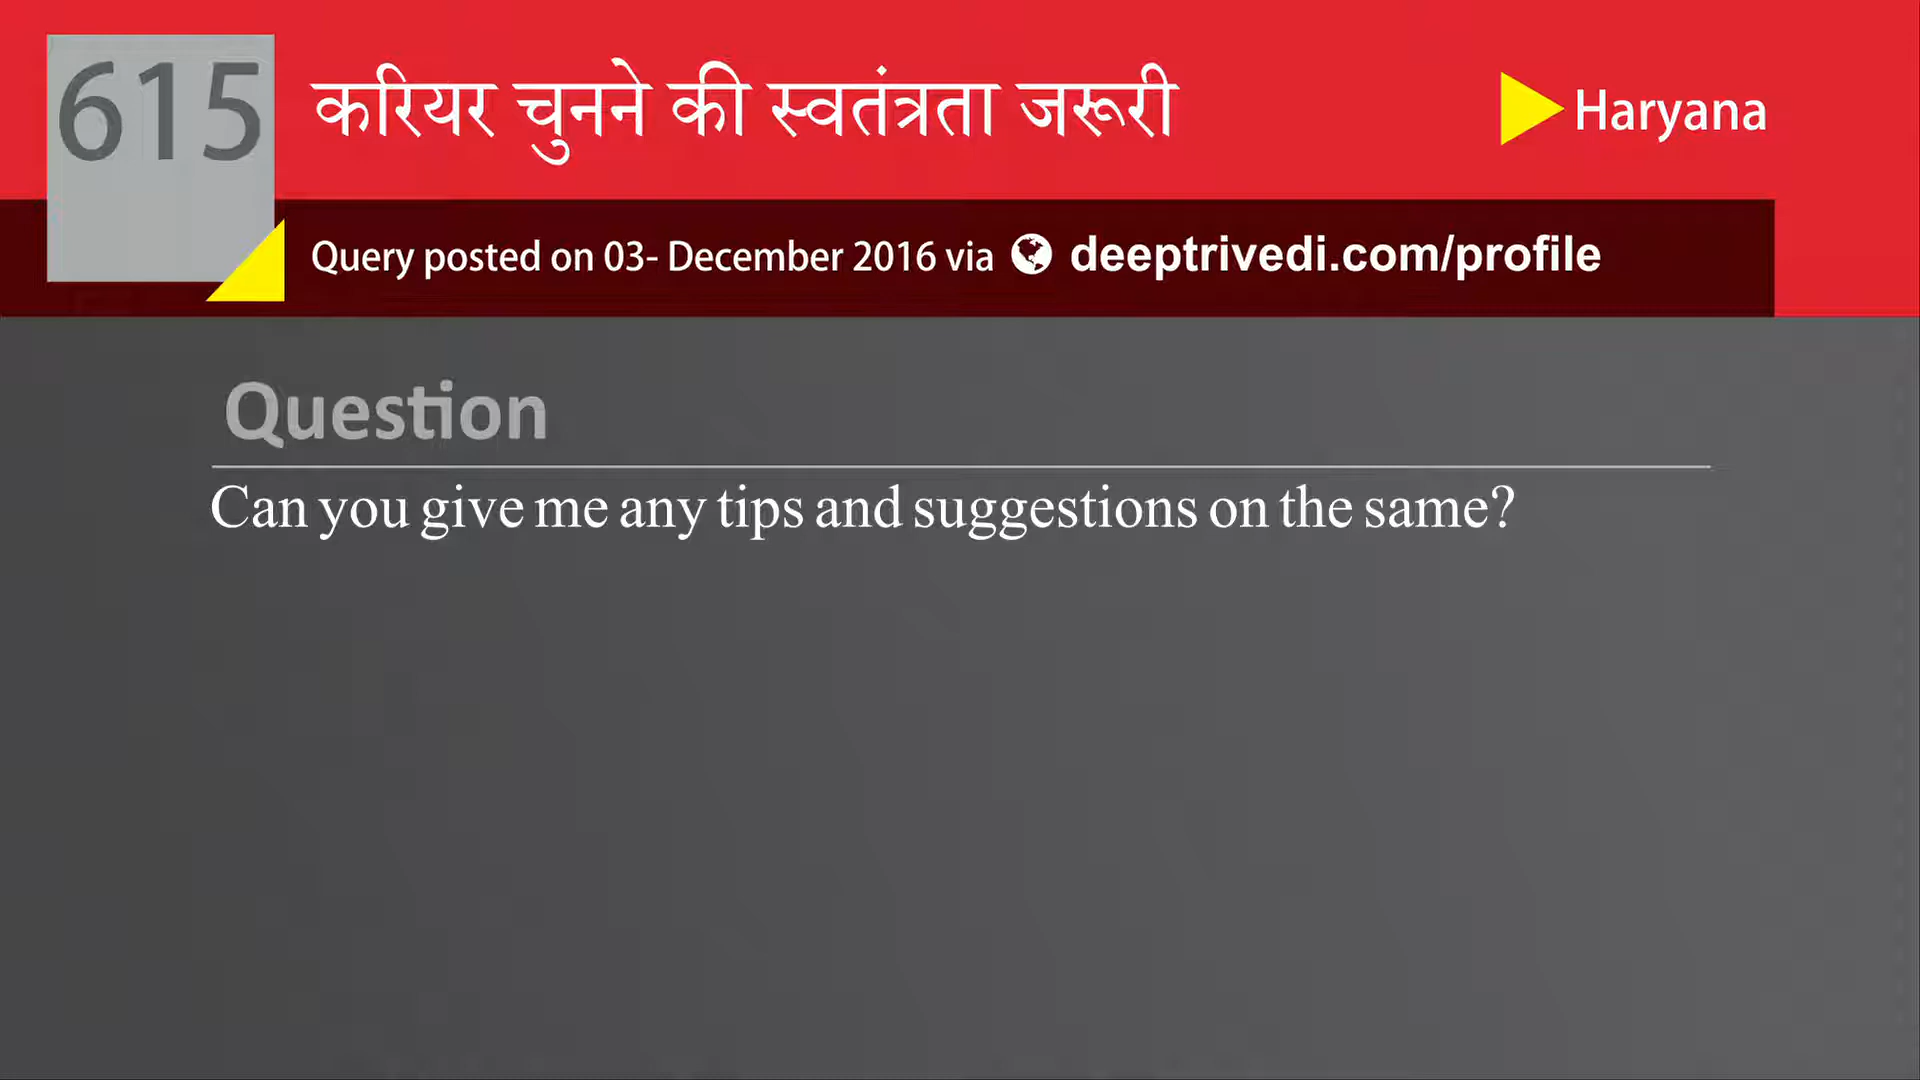 615
करियर चुनने की स्वतंत्रता जरूरी
Haryana
Query posted on 03- December 2016 via deeptrivedi.com/profile
Question
Can you give me any tips and suggestions on the same?